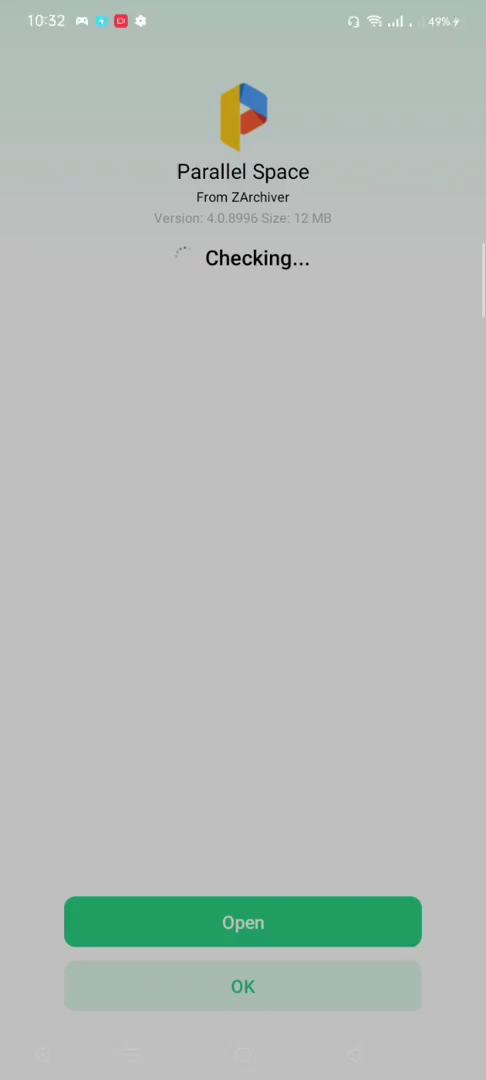 10:32 49%
Parallel Space
From ZArchiver
Version: 4.0.8996 Size: 12 MB
Checking...
Open
OK